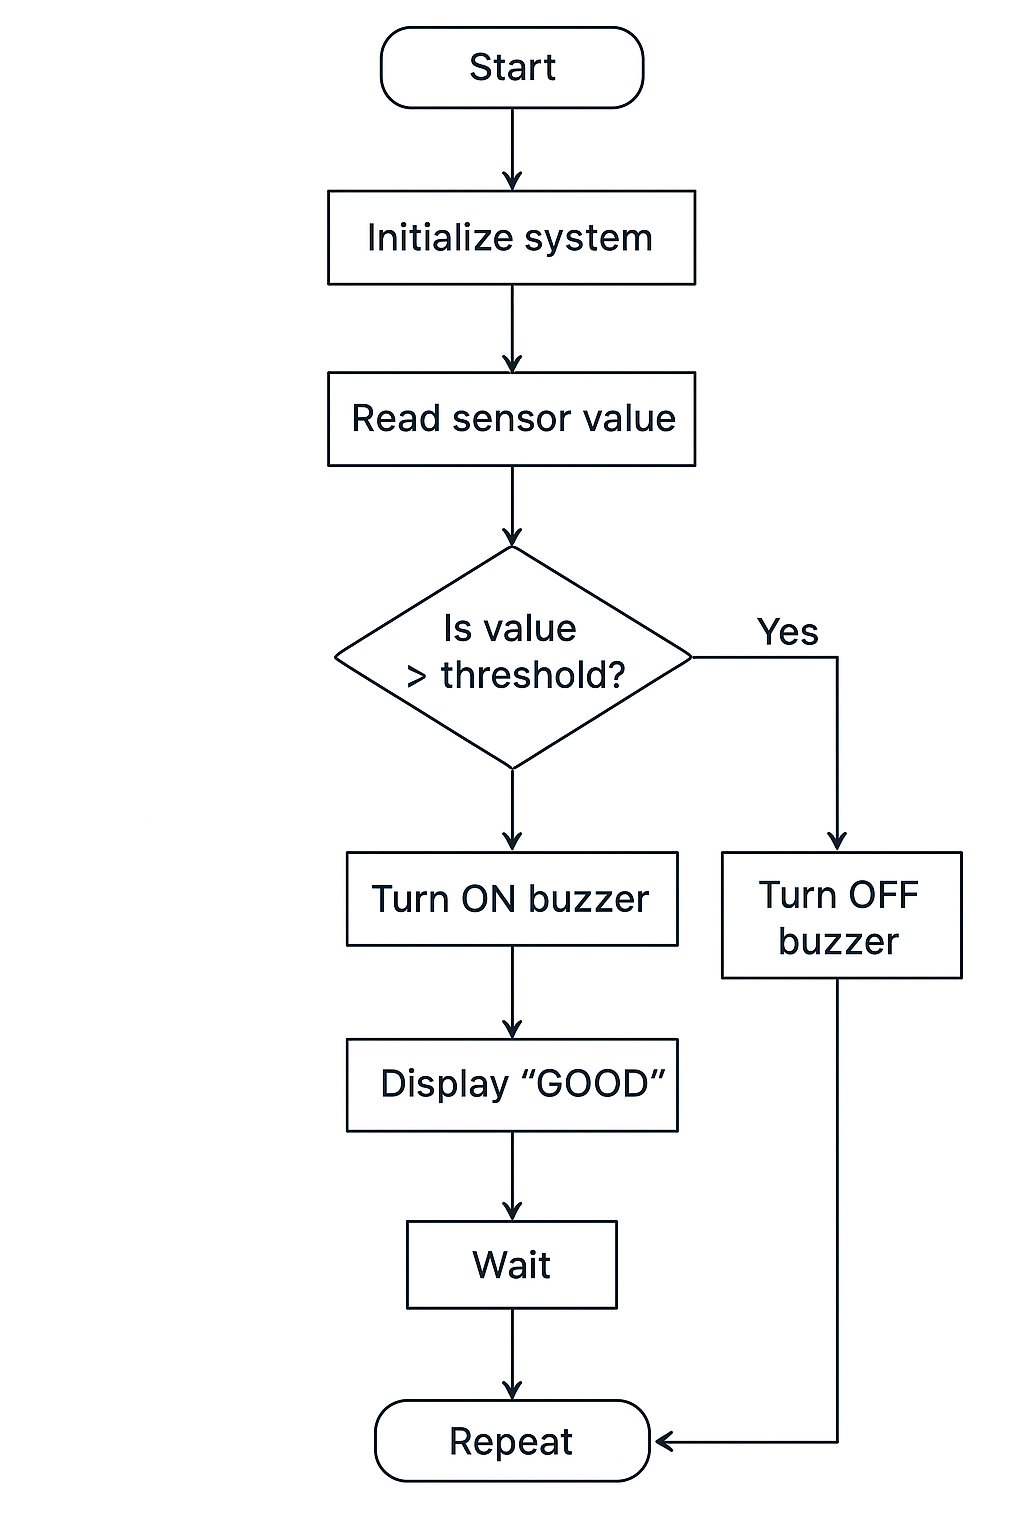 Start
Initialize system
Read sensor value
Is value
> threshold?
Yes
Turn ON buzzer
Turn OFF
buzzer
Display “GOOD”
Wait
Repeat